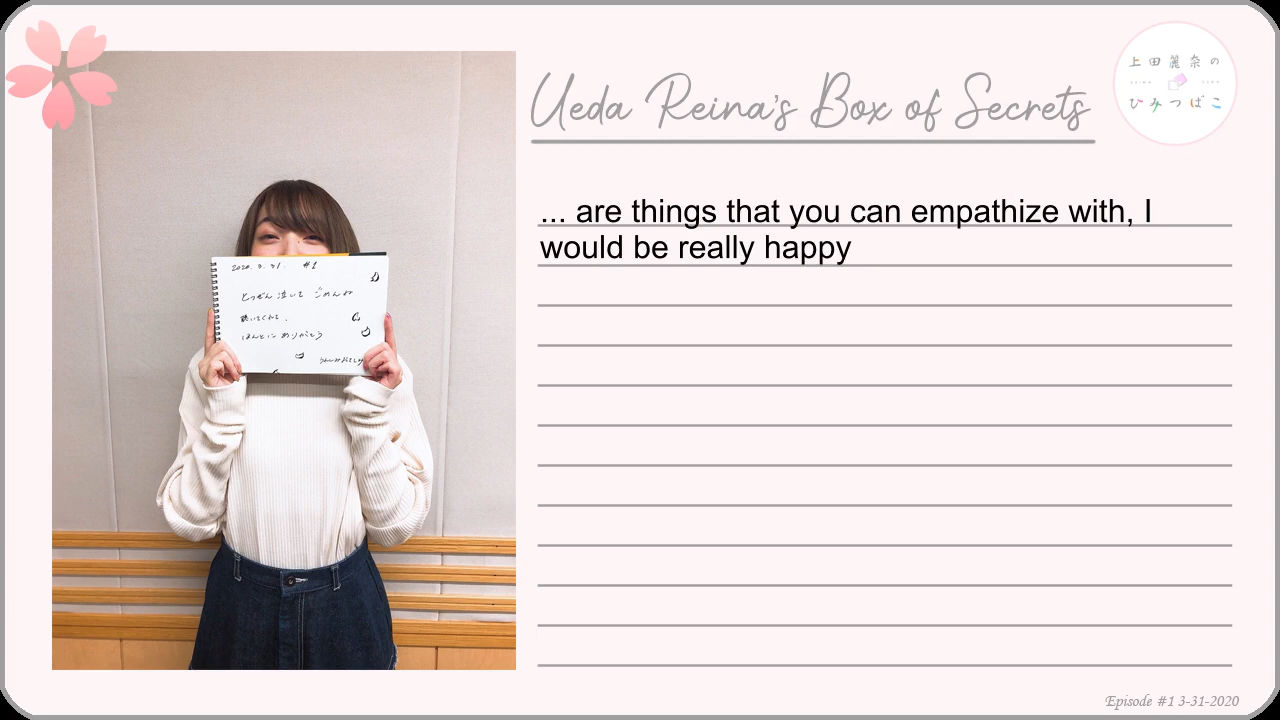 Ueda Reina's Box of Secrets
上田麗奈の
ひみつばこ
... are things that you can empathize with, I
would be really happy
2020. 3. 31. #1
とつぜん泣いて ごめんね
聴いてくれて、
ほんとにありがとう
Episode #1 3-31-2020